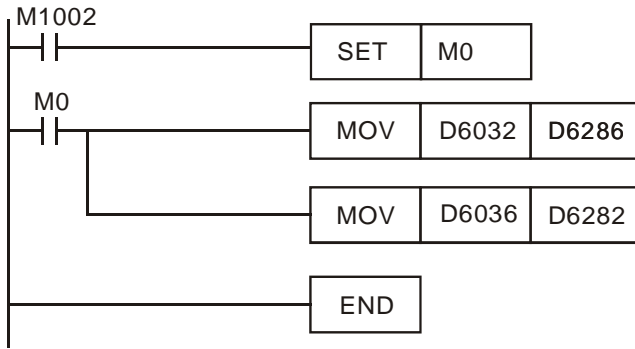 M1002
SET M0
M0
MOV D6032 D6286
MOV D6036 D6282
END